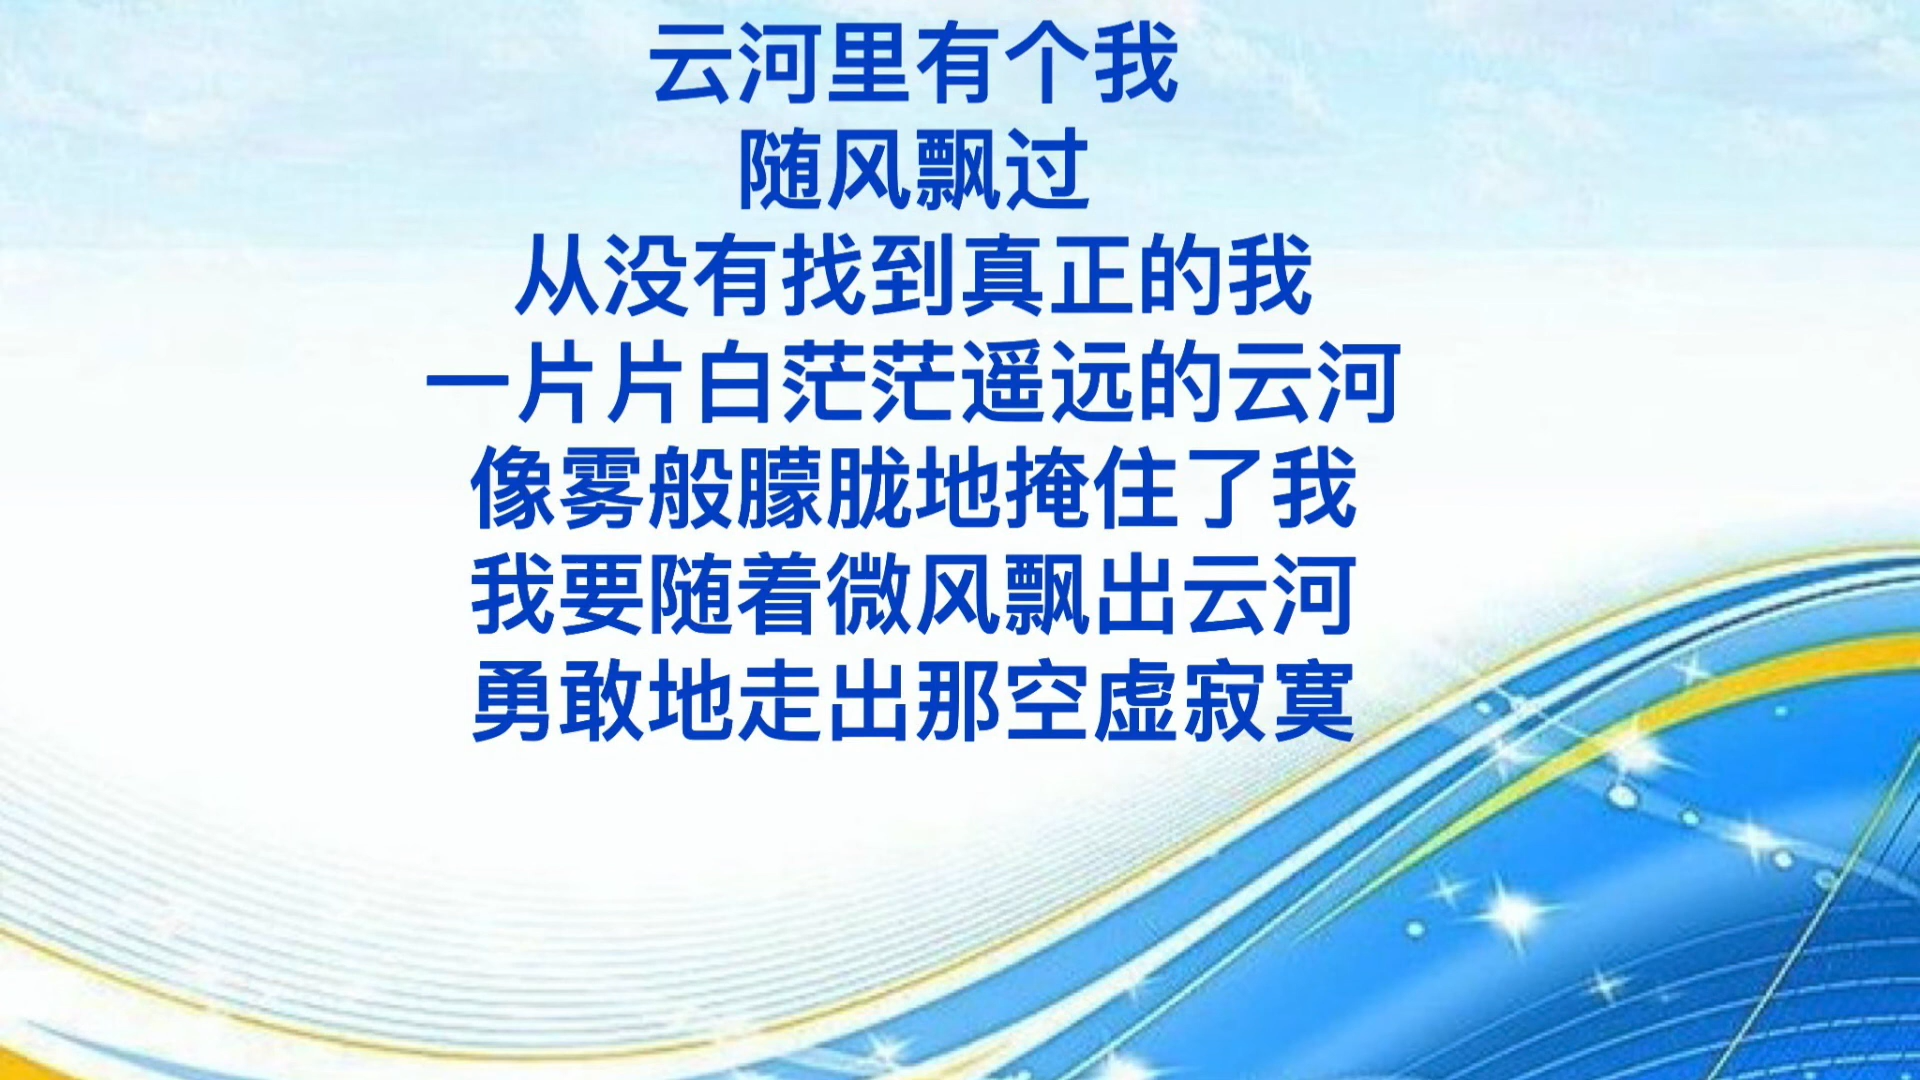 云河里有个我
随风飘过
从没有找到真正的我
一片片白茫茫遥远的云河
像雾般朦胧地掩住了我
我要随着微风飘出云河
勇敢地走出那空虚寂寞